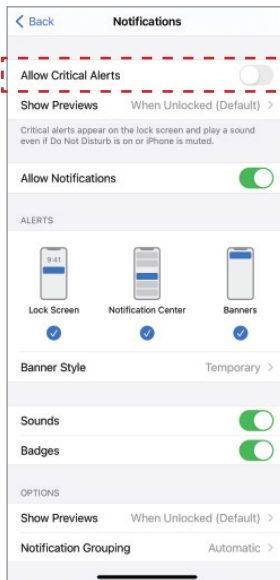 Back Notifications
Allow Critical Alerts
Show Previews When Unlocked (Default)
Critical alerts appear on the lock screen and play a sound
even if Do Not Disturb is on or iPhone is muted.
Allow Notifications
ALERTS
9:41
Lock Screen Notification Center Banners
Banner Style Temporary
Sounds
Badges
OPTIONS
Show Previews When Unlocked (Default)
Notification Grouping Automatic